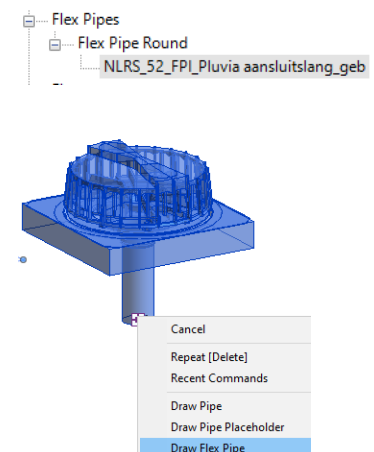 Flex Pipes
Flex Pipe Round
NLRS_52_FPI_Pluvia aansluitslang_geb
Cancel
Repeat [Delete]
Recent Commands
Draw Pipe
Draw Pipe Placeholder
Draw Flex Pipe